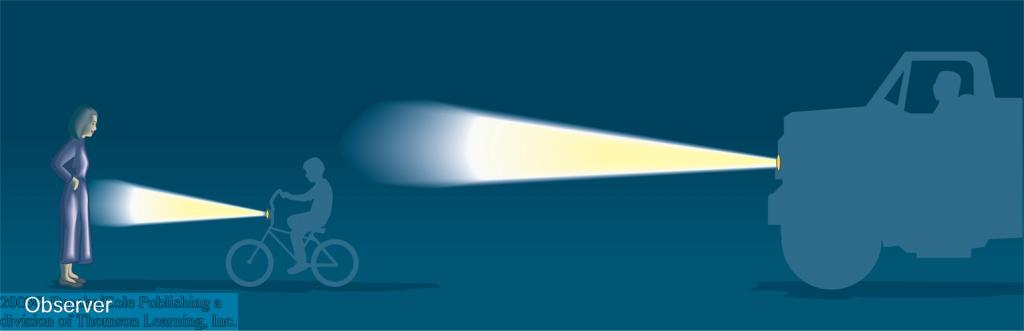 Observer
Cole Publishing a
division of Thomson Learning, Inc.